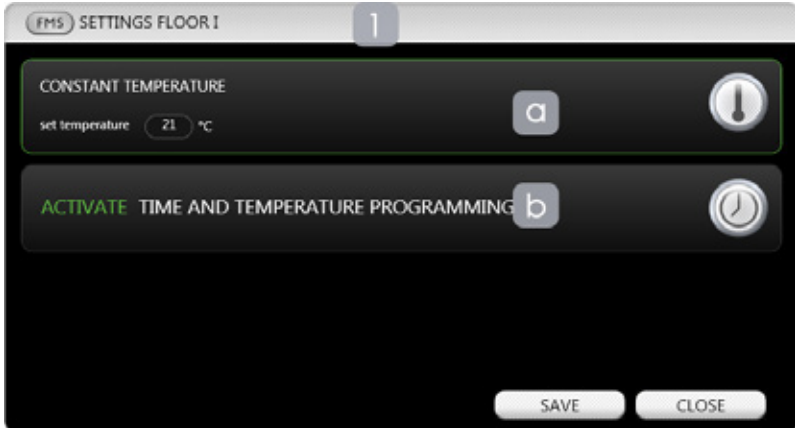 FMS SETTINGS FLOOR I
1
CONSTANT TEMPERATURE
a
set temperature 21 °C
ACTIVATE TIME AND TEMPERATURE PROGRAMMING
b
SAVE CLOSE